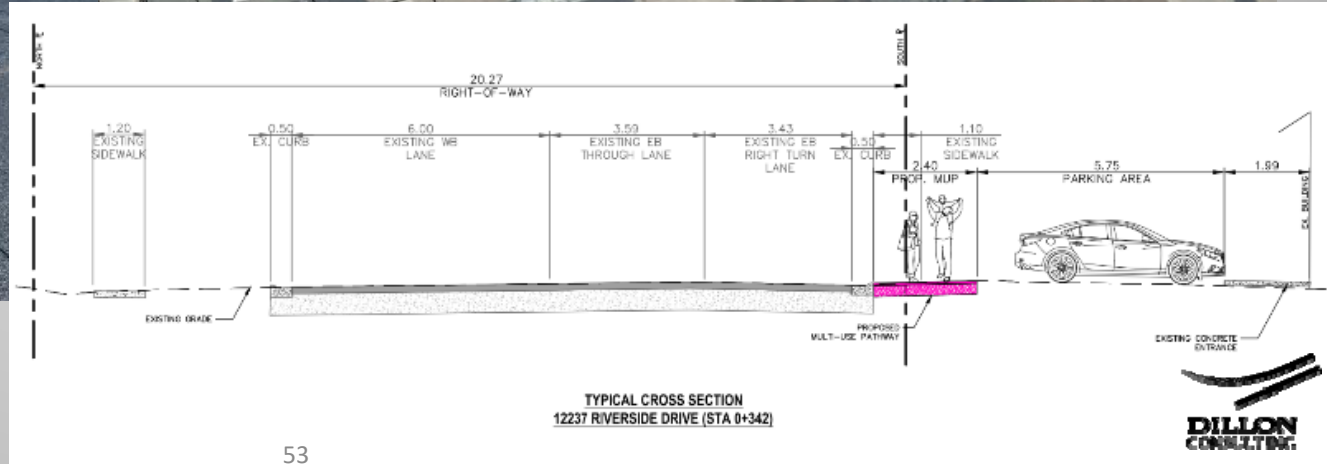 NORTH ⅊
SOUTH ⅊
20.27
RIGHT-OF-WAY
1.20
EXISTING
SIDEWALK
0.50
EX. CURB
6.00
EXISTING WB
LANE
3.59
EXISTING EB
THROUGH LANE
3.43
EXISTING EB
RIGHT TURN
LANE
0.50
EX. CURB
1.10
EXISTING
SIDEWALK
2.40
PROP. MUP
5.75
PARKING AREA
1.99
EX. BUILDING
EXISTING GRADE
PROPOSED
MULTI-USE PATHWAY
EXISTING CONCRETE
ENTRANCE
TYPICAL CROSS SECTION
12237 RIVERSIDE DRIVE (STA 0+342)
DILLON
CONSULTING
53